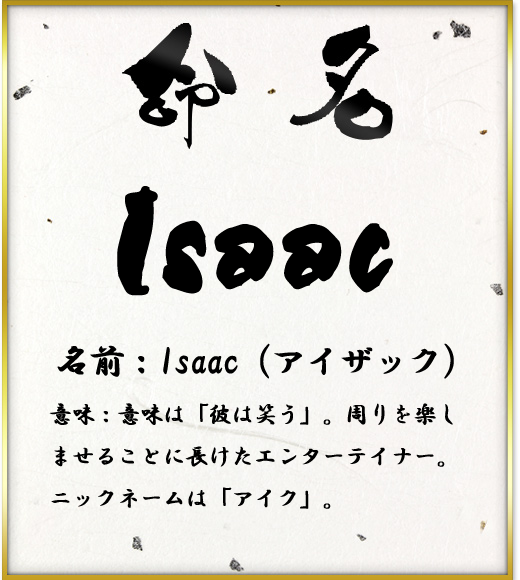 命名
Isaac
名前：Isaac（アイザック）
意味：意味は「彼は笑う」。周りを楽し
ませることに長けたエンターテイナー。
ニックネームは「アイク」。